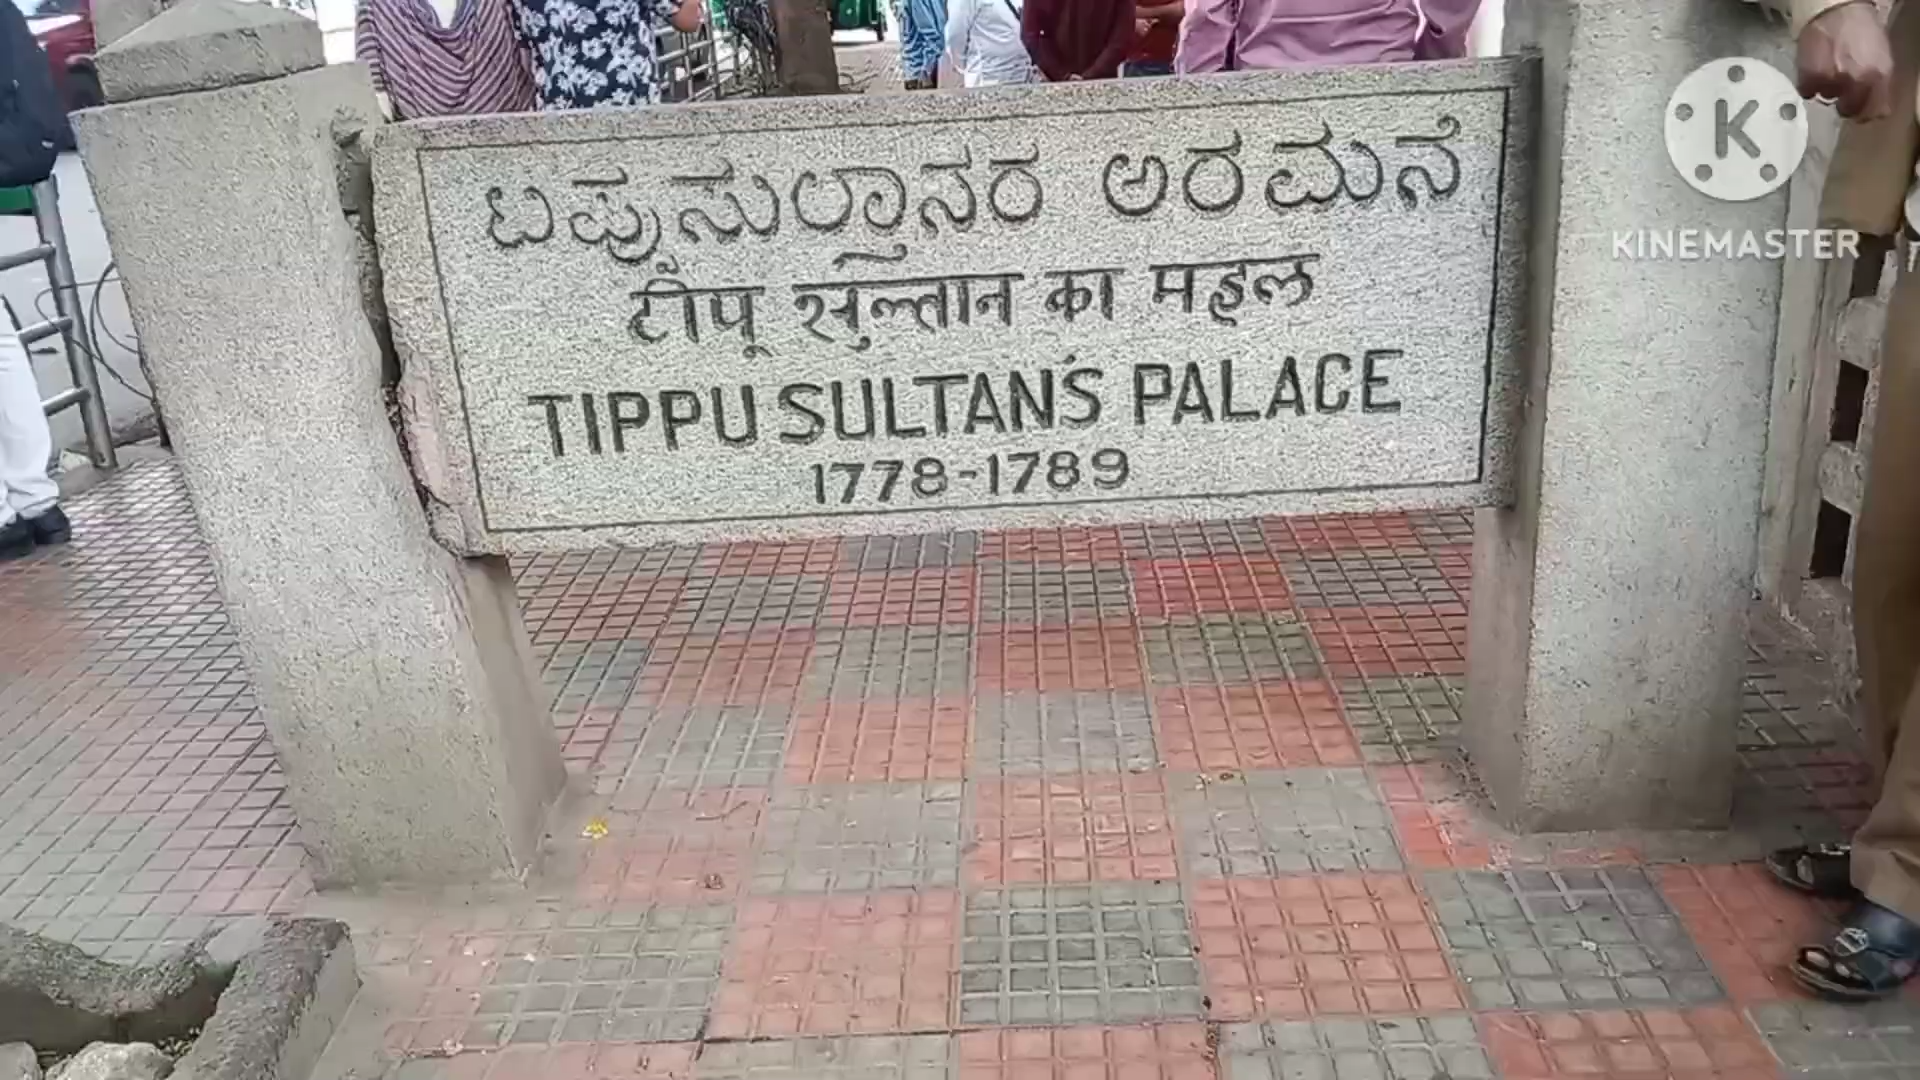 ಟಿಪ್ಪುಸುಲ್ತಾನರ ಅರಮನೆ
टीपू सुल्तान का महल
TIPPU SULTAN'S PALACE
1778-1789
K
KINEMASTER